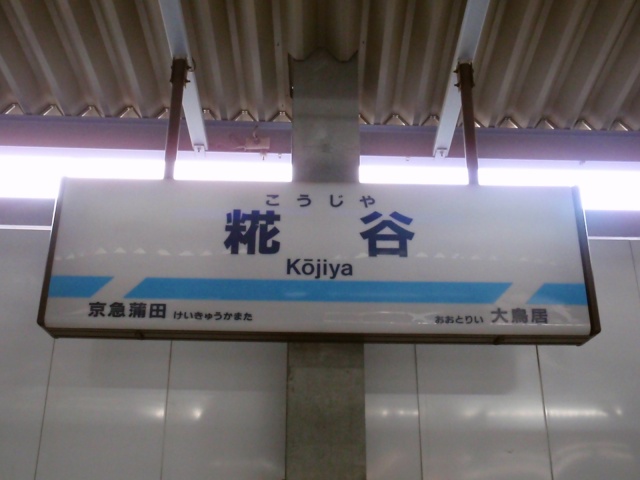 こうじや
糀谷
Kōjiya
京急蒲田 けいきゅうかまた
おおとりい 大鳥居